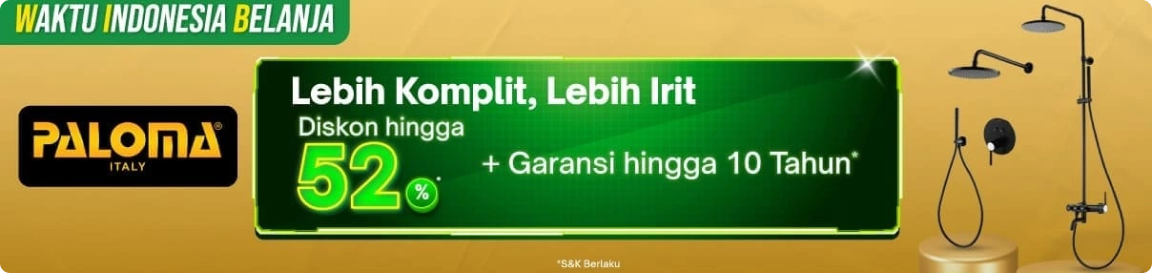 WAKTU INDONESIA BELANJA
PALOMA®
ITALY
Lebih Komplit, Lebih Irit
Diskon hingga
52%*
+ Garansi hingga 10 Tahun*
*S&K Berlaku